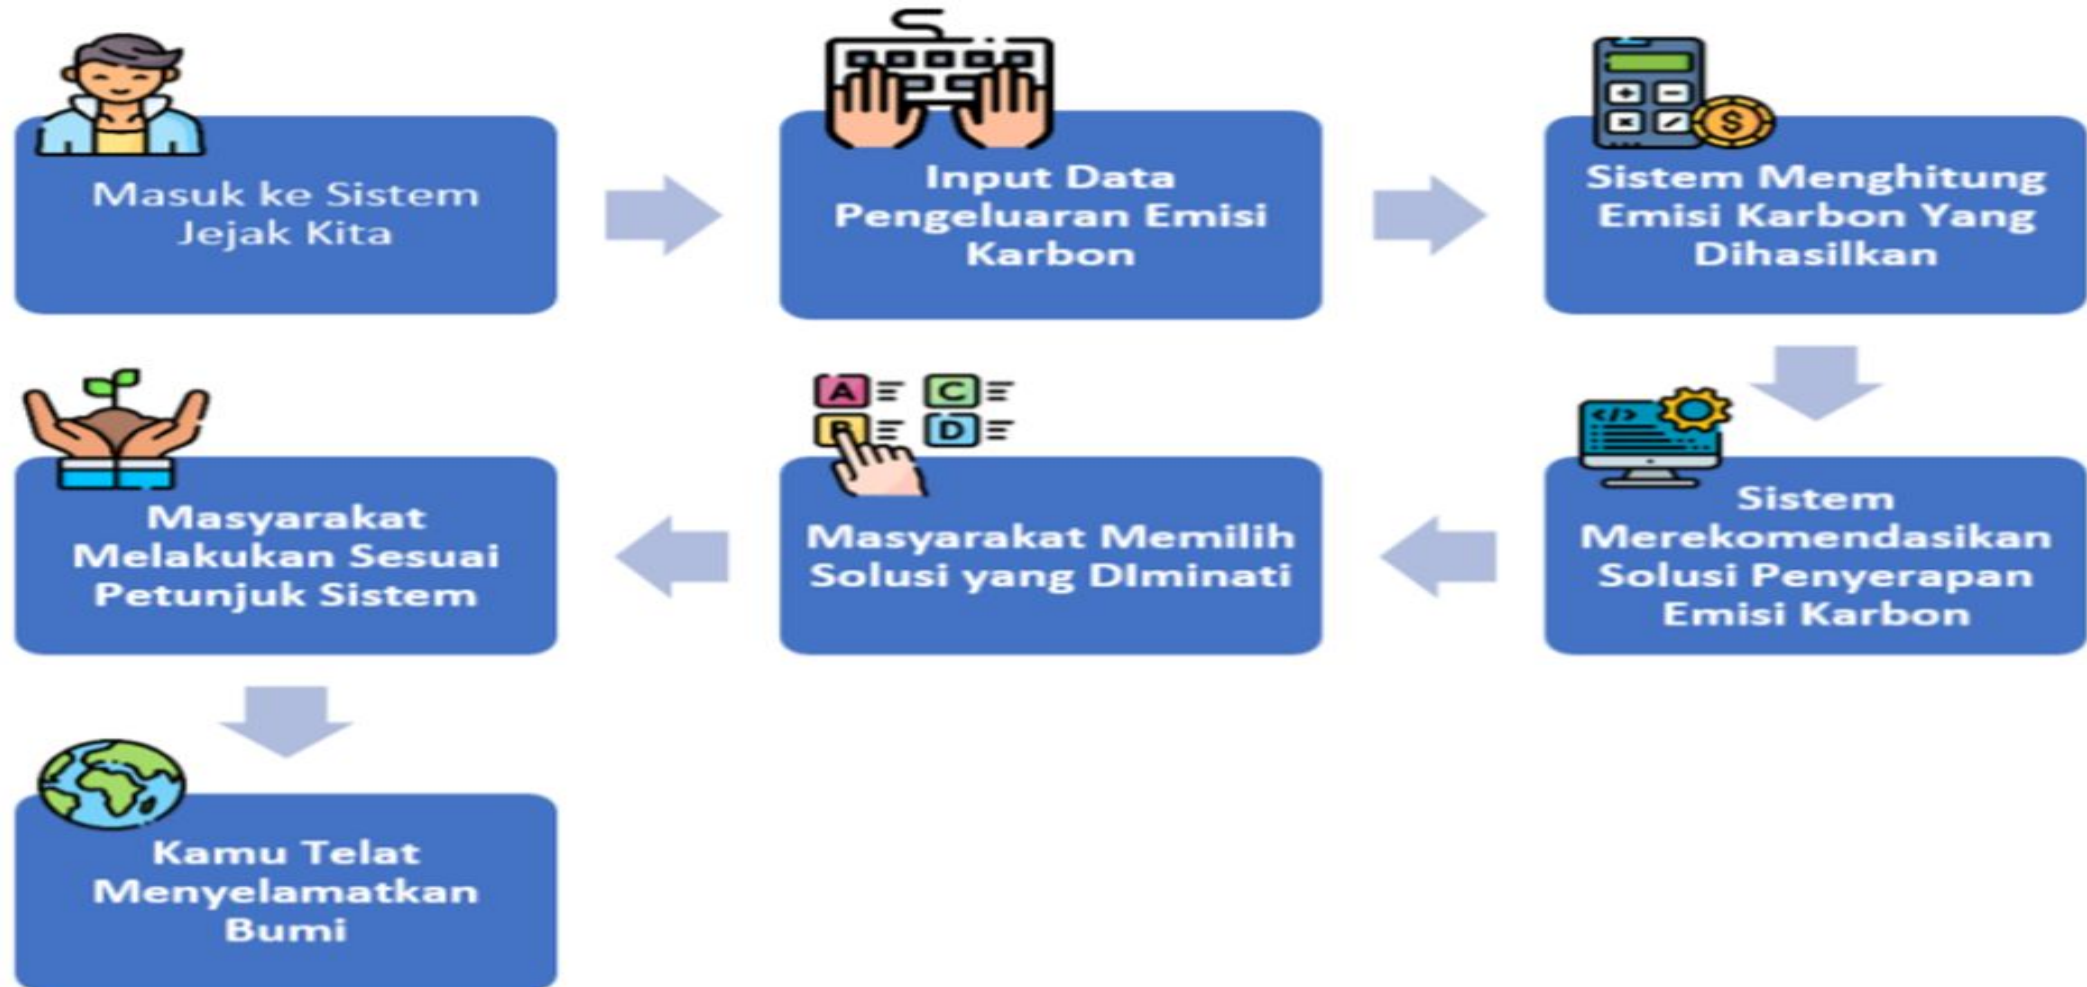 Masuk ke Sistem
Jejak Kita
Input Data
Pengeluaran Emisi
Karbon
Sistem Menghitung
Emisi Karbon Yang
Dihasilkan
Sistem
Merekomendasikan
Solusi Penyerapan
Emisi Karbon
A C
B D
Masyarakat Memilih
Solusi yang DIminati
Masyarakat
Melakukan Sesuai
Petunjuk Sistem
Kamu Telat
Menyelamatkan
Bumi